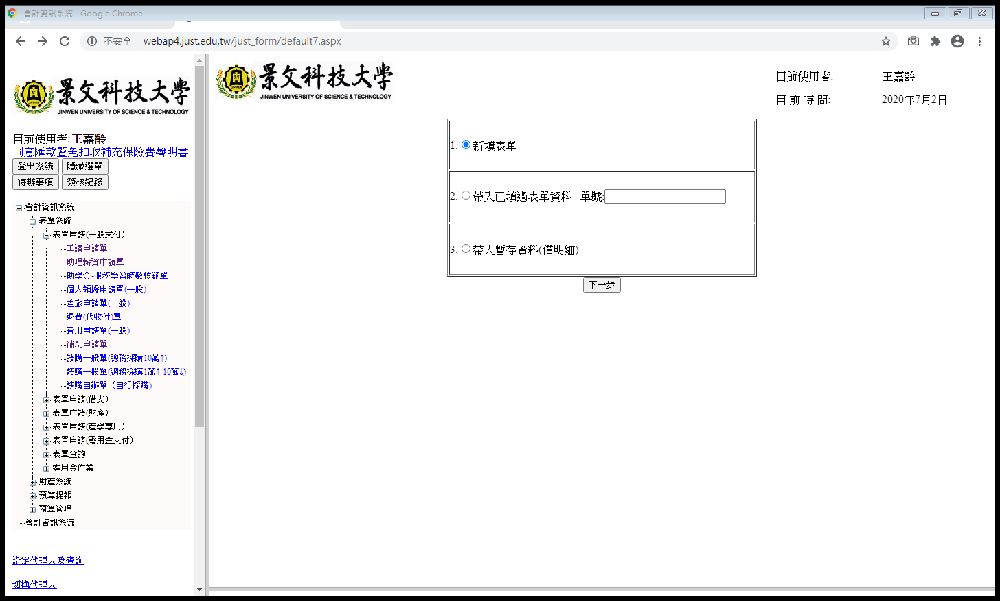 會計資訊系統 - Google Chrome
不安全 webap4.just.edu.tw/just_form/default7.aspx
景文科技大學
JINWEN UNIVERSITY OF SCIENCE & TECHNOLOGY
目前使用者:王嘉齡
同意匯款暨免扣取補充保險費聲明書
登出系統 隱藏選單
待辦事項 簽核紀錄
會計資訊系統
表單系統
表單申請(一般支付)
工讀申請單
助理薪資申請單
助學金-服務學習時數核銷單
個人領據申請單(一般)
差旅申請單(一般)
退費(代收付)單
費用申請單(一般)
補助申請單
請購一般單(總務採購10萬↑)
請購一般單(總務採購1萬↑-10萬↓)
請購自辦單（自行採購）
表單申請(借支)
表單申請(財產)
表單申請(產學專用)
表單申請(零用金支付)
表單查詢
零用金作業
財產系統
預算提報
預算管理
會計資訊系統
設定代理人及查詢
切換代理人
景文科技大學
JINWEN UNIVERSITY OF SCIENCE & TECHNOLOGY
目前使用者: 王嘉齡
目 前 時 間: 2020年7月2日
1. 新填表單
2. 帶入已填過表單資料 單號:
3. 帶入暫存資料(僅明細)
下一步